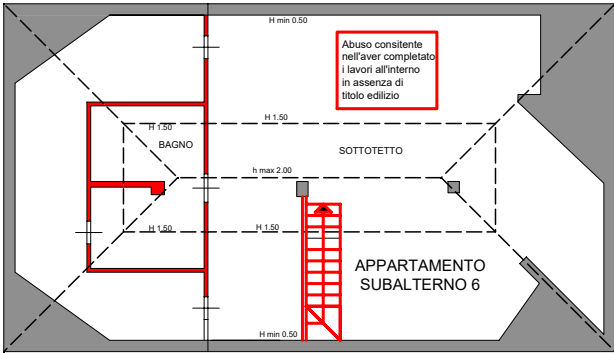 H min 0.50
Abuso consitente
nell'aver completato
i lavori all'interno
in assenza di
titolo edilizio
H 1.50
H 1.50
BAGNO
SOTTOTETTO
h max 2.00
H 1.50
H 1.50
APPARTAMENTO
SUBALTERNO 6
H min 0.50